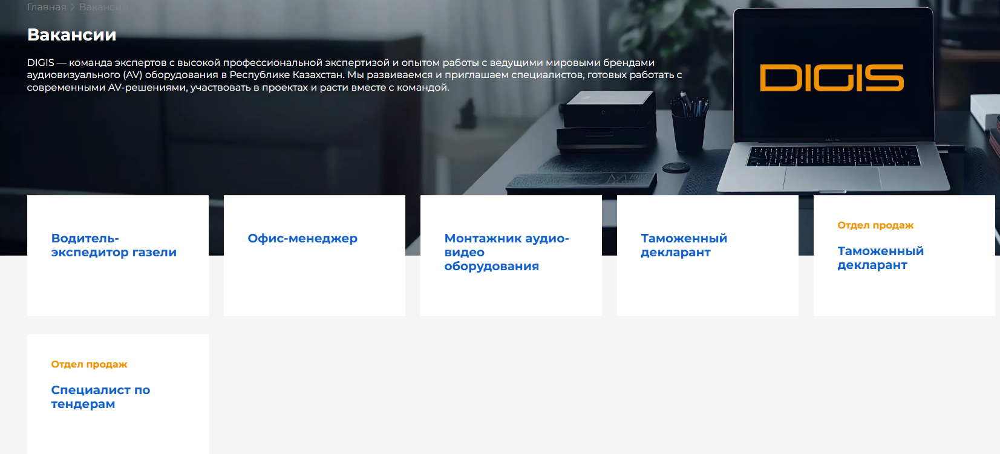 Главная > Вакансии
Вакансии
DIGIS — команда экспертов с высокой профессиональной экспертизой и опытом работы с ведущими мировыми брендами
аудиовизуального (AV) оборудования в Республике Казахстан. Мы развиваемся и приглашаем специалистов, готовых работать с
современными AV-решениями, участвовать в проектах и расти вместе с командой.
DIGIS
Водитель-
экспедитор газели
Офис-менеджер
Монтажник аудио-
видео
оборудования
Таможенный
декларант
Отдел продаж
Таможенный
декларант
Отдел продаж
Специалист по
тендерам